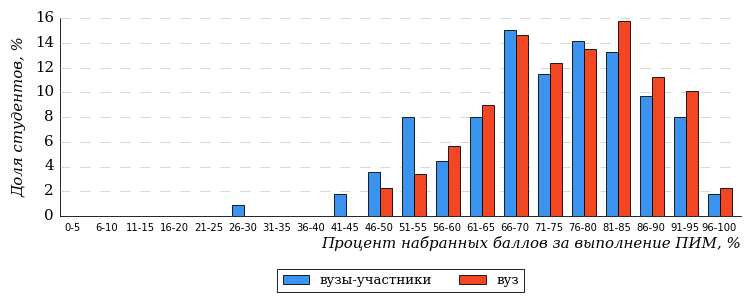 Доля студентов, %
16
14
12
10
8
6
4
2
0
0-5 6-10 11-15 16-20 21-25 26-30 31-35 36-40 41-45 46-50 51-55 56-60 61-65 66-70 71-75 76-80 81-85 86-90 91-95 96-100
Процент набранных баллов за выполнение ПИМ, %
вузы-участники вуз